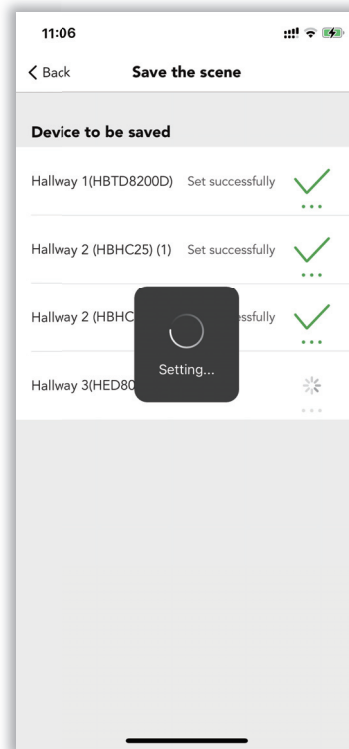 11:06
Back Save the scene
Device to be saved
Hallway 1(HBTD8200D) Set successfully
Hallway 2 (HBHC25) (1) Set successfully
Hallway 2 (HBHC ssfully
Setting...
Hallway 3(HED80